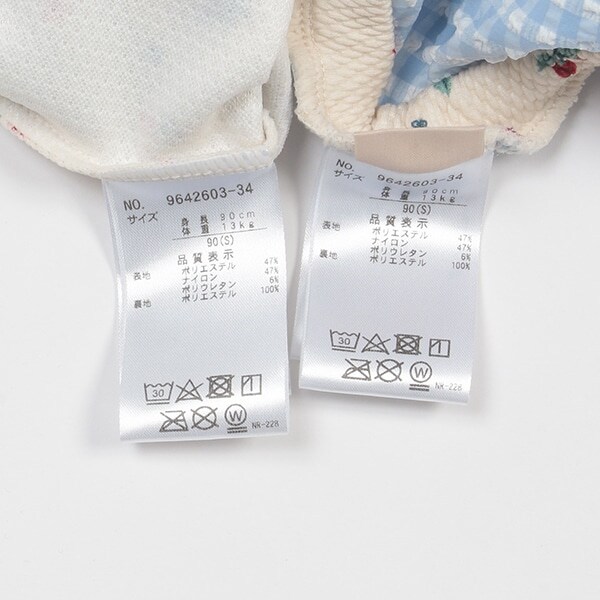 NO. 9642603-34
サイズ
身 長 90cm
体 重 13kg
90(S)
品質表示
表地 ポリエステル 47%
ナイロン 47%
ポリウレタン 6%
裏地 ポリエステル 100%
30
W
NR-228
NO. 9642603-34
サイズ
身 長 90cm
体 重 13kg
90(S)
品質表示
表地 ポリエステル 47%
ナイロン 47%
ポリウレタン 6%
裏地 ポリエステル 100%
30
W
NR-228